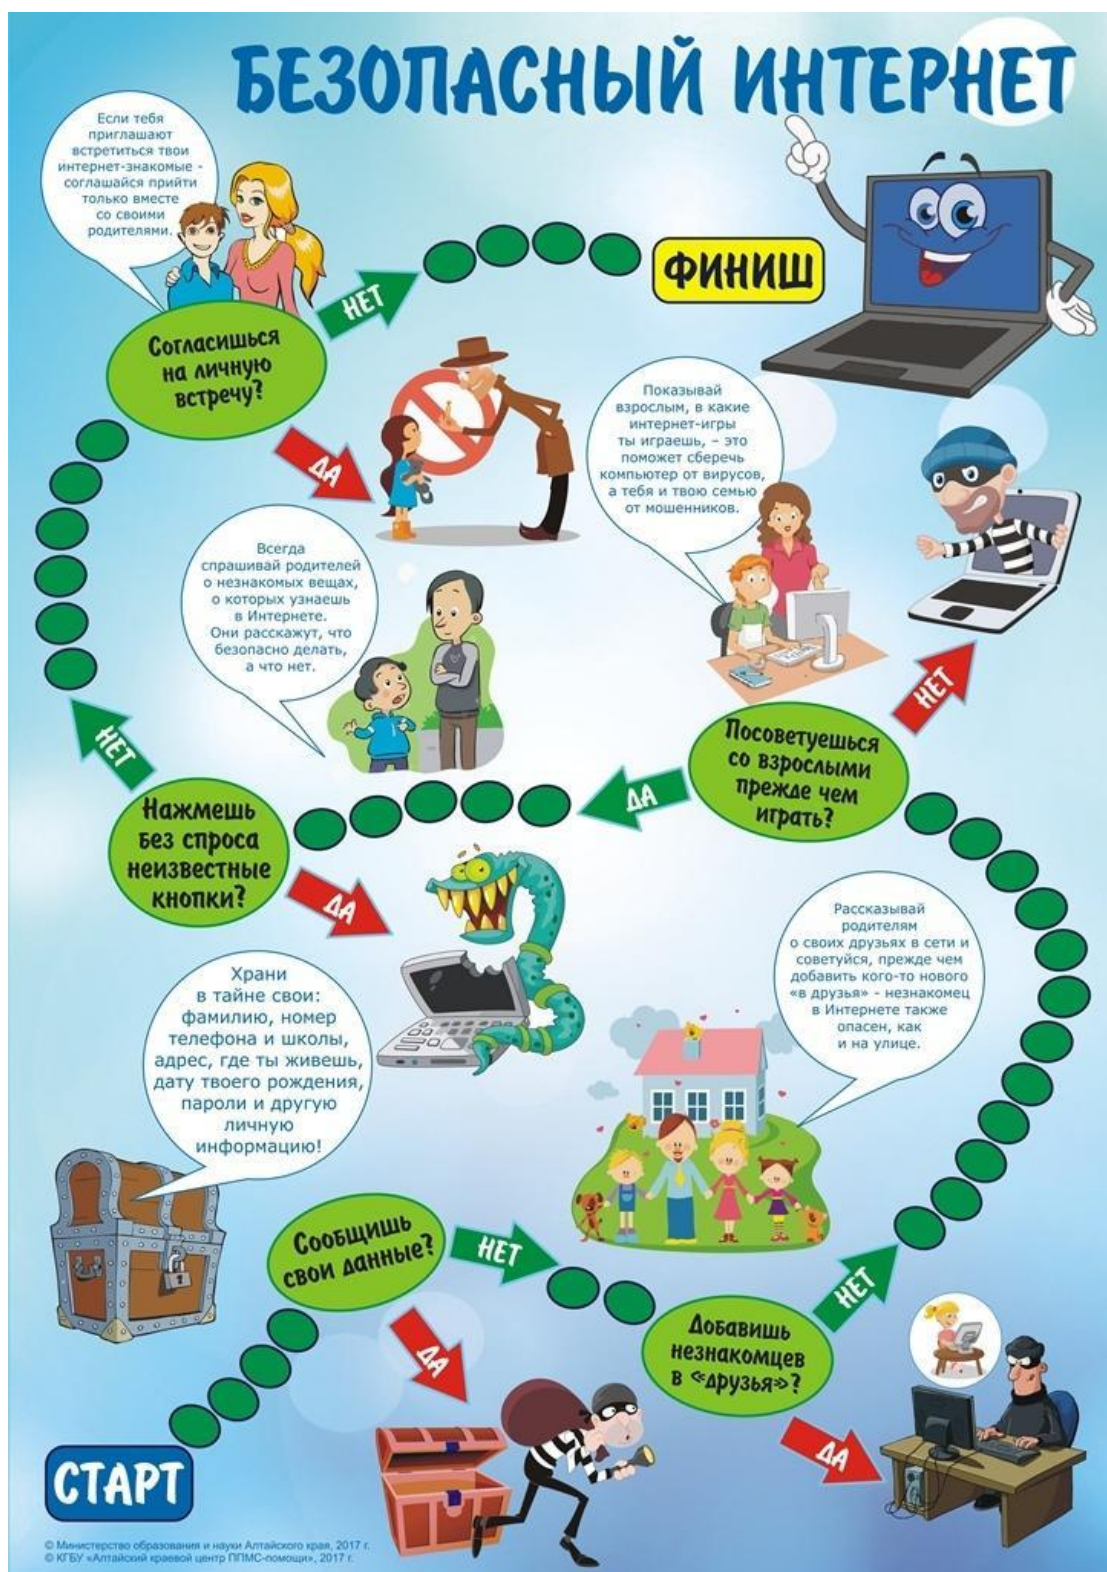 БЕЗОПАСНЫЙ ИНТЕРНЕТ
Если тебя
приглашают
встретиться твои
интернет-знакомые -
соглашайся прийти
только вместе
со своими
родителями.
ФИНИШ
НЕТ
Согласишься
на личную
встречу?
ДА
Показывай
взрослым, в какие
интернет-игры
ты играешь, – это
поможет сберечь
компьютер от вирусов,
а тебя и твою семью
от мошенников.
Всегда
спрашивай родителей
о незнакомых вещах,
о которых узнаешь
в Интернете.
Они расскажут, что
безопасно делать,
а что нет.
НЕТ
Посоветуешься
со взрослыми
прежде чем
играть?
ДА
НЕТ
Нажмешь
без спроса
неизвестные
кнопки?
ДА
Рассказывай
родителям
о своих друзьях в сети и
советуйся, прежде чем
добавить кого-то нового
«в друзья» - незнакомец
в Интернете также
опасен, как
и на улице.
Храни
в тайне свои:
фамилию, номер
телефона и школы,
адрес, где ты живешь,
дату твоего рождения,
пароли и другую
личную
информацию!
Сообщишь
свои данные?
НЕТ
ДА
Добавишь
незнакомцев
в «друзья»?
НЕТ
ДА
СТАРТ
© Министерство образования и науки Алтайского края, 2017 г.
© КГБУ «Алтайский краевой центр ППМС-помощи», 2017 г.